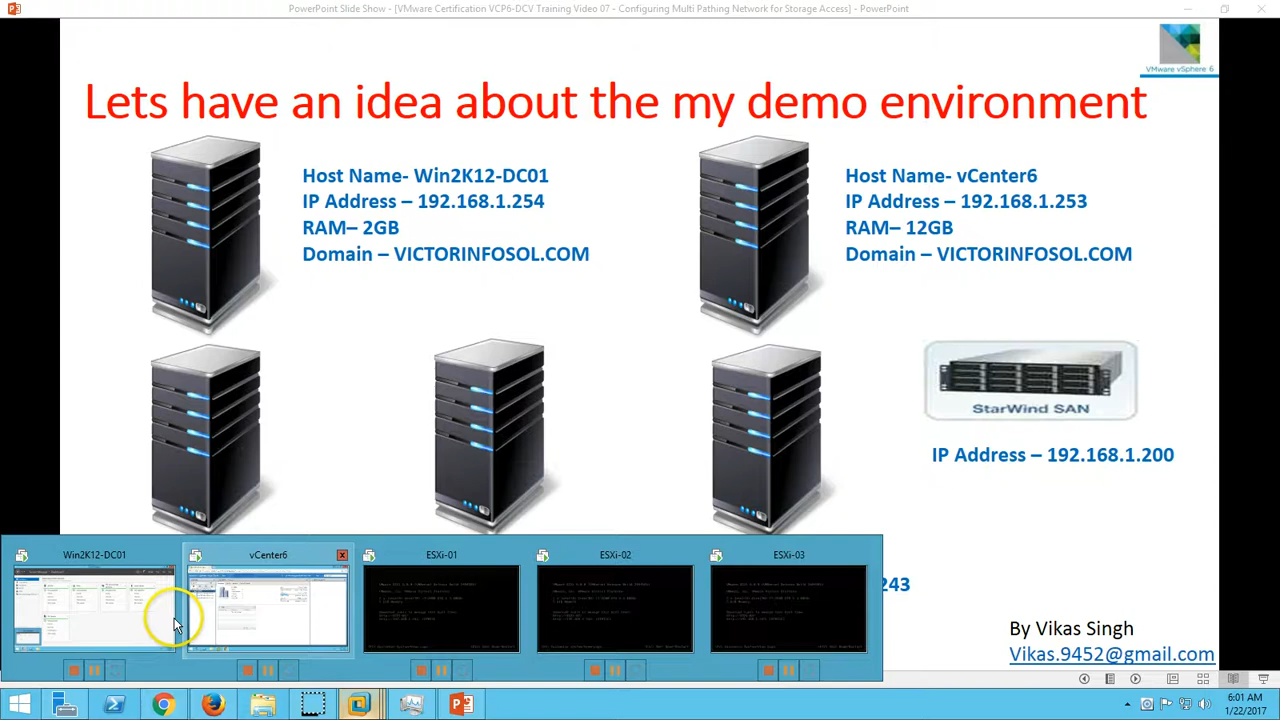 PowerPoint Slide Show - [VMware Certification VCP6-DCV Training Video 07 - Configuring Multi Pathing Network for Storage Access] - PowerPoint
VMware vSphere 6
Lets have an idea about the my demo environment
Host Name- Win2K12-DC01
IP Address – 192.168.1.254
RAM– 2GB
Domain – VICTORINFOSOL.COM
Host Name- vCenter6
IP Address – 192.168.1.253
RAM– 12GB
Domain – VICTORINFOSOL.COM
StarWind SAN
IP Address – 192.168.1.200
Win2K12-DC01
vCenter6
ESXi-01
ESXi-02
ESXi-03
243
By Vikas Singh
Vikas.9452@gmail.com
6:01 AM
1/22/2017